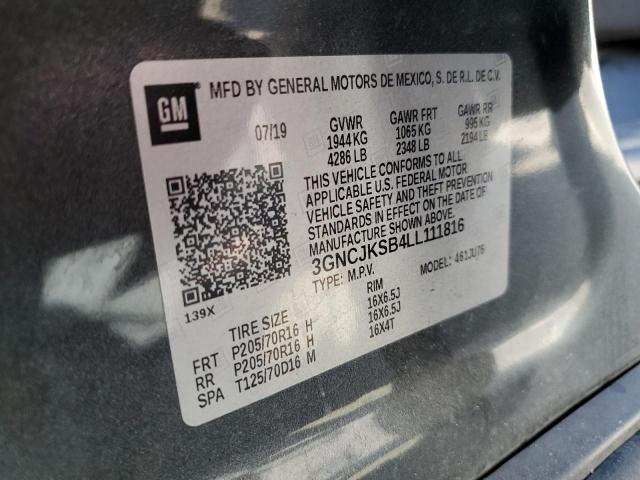 GM
MFD BY GENERAL MOTORS DE MEXICO, S. DE R.L. DE C.V.
07/19
GVWR GAWR FRT GAWR RR
1944 KG 1065 KG 995 KG
4286 LB 2348 LB 2194 LB
THIS VEHICLE CONFORMS TO ALL
APPLICABLE U.S. FEDERAL MOTOR
VEHICLE SAFETY AND THEFT PREVENTION
STANDARDS IN EFFECT ON THE DATE OF
MANUFACTURE SHOWN ABOVE.
3GNCJKSB4LL111816
TYPE: M.P.V. MODEL: 461JU76
139X
TIRE SIZE RIM
FRT P205/70R16 H 16X6.5J
RR P205/70R16 H 16X6.5J
SPA T125/70D16 M 16X4T